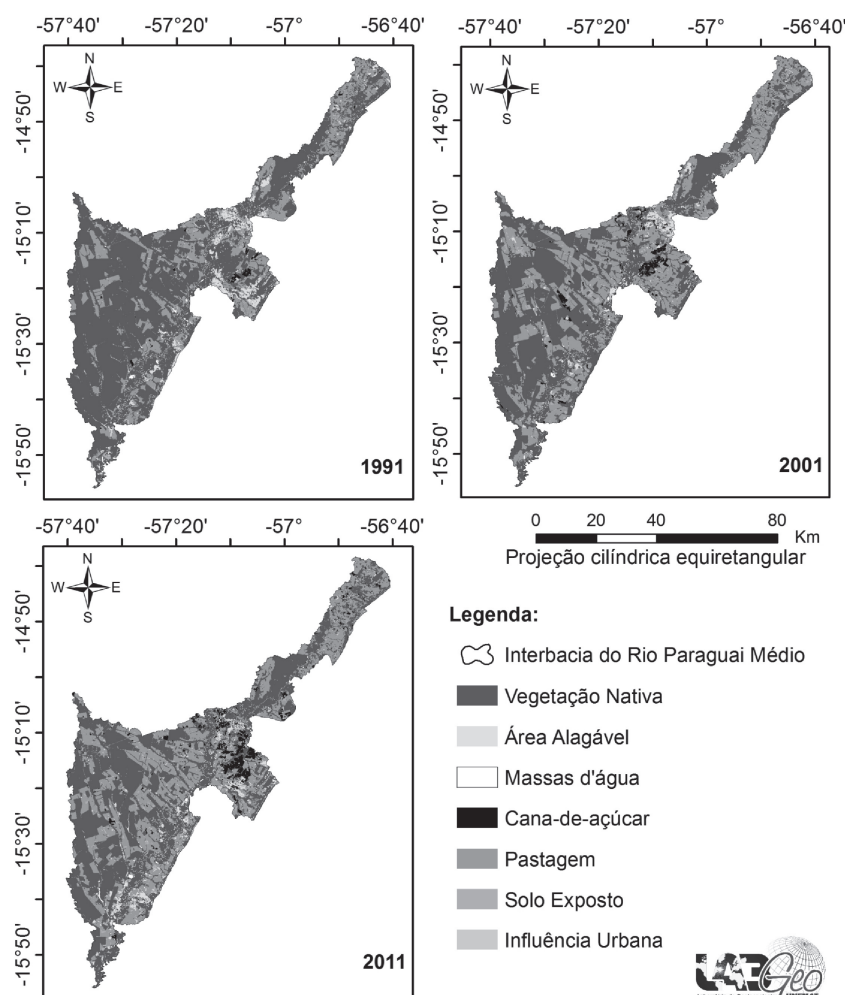 -57°40' -57°20' -57° -56°40'
-57°40' -57°20' -57° -56°40'
N
W E
S
-14°50'
-15°10'
-15°30'
-15°50'
1991
N
W E
S
-14°50'
-15°10'
-15°30'
-15°50'
2001
-57°40' -57°20' -57° -56°40'
N
W E
S
-14°50'
-15°10'
-15°30'
-15°50'
2011
0 20 40 80 Km
Projeção cilíndrica equiretangular
Legenda:
Interbacia do Rio Paraguai Médio
Vegetação Nativa
Área Alagável
Massas d'água
Cana-de-açúcar
Pastagem
Solo Exposto
Influência Urbana
Geo